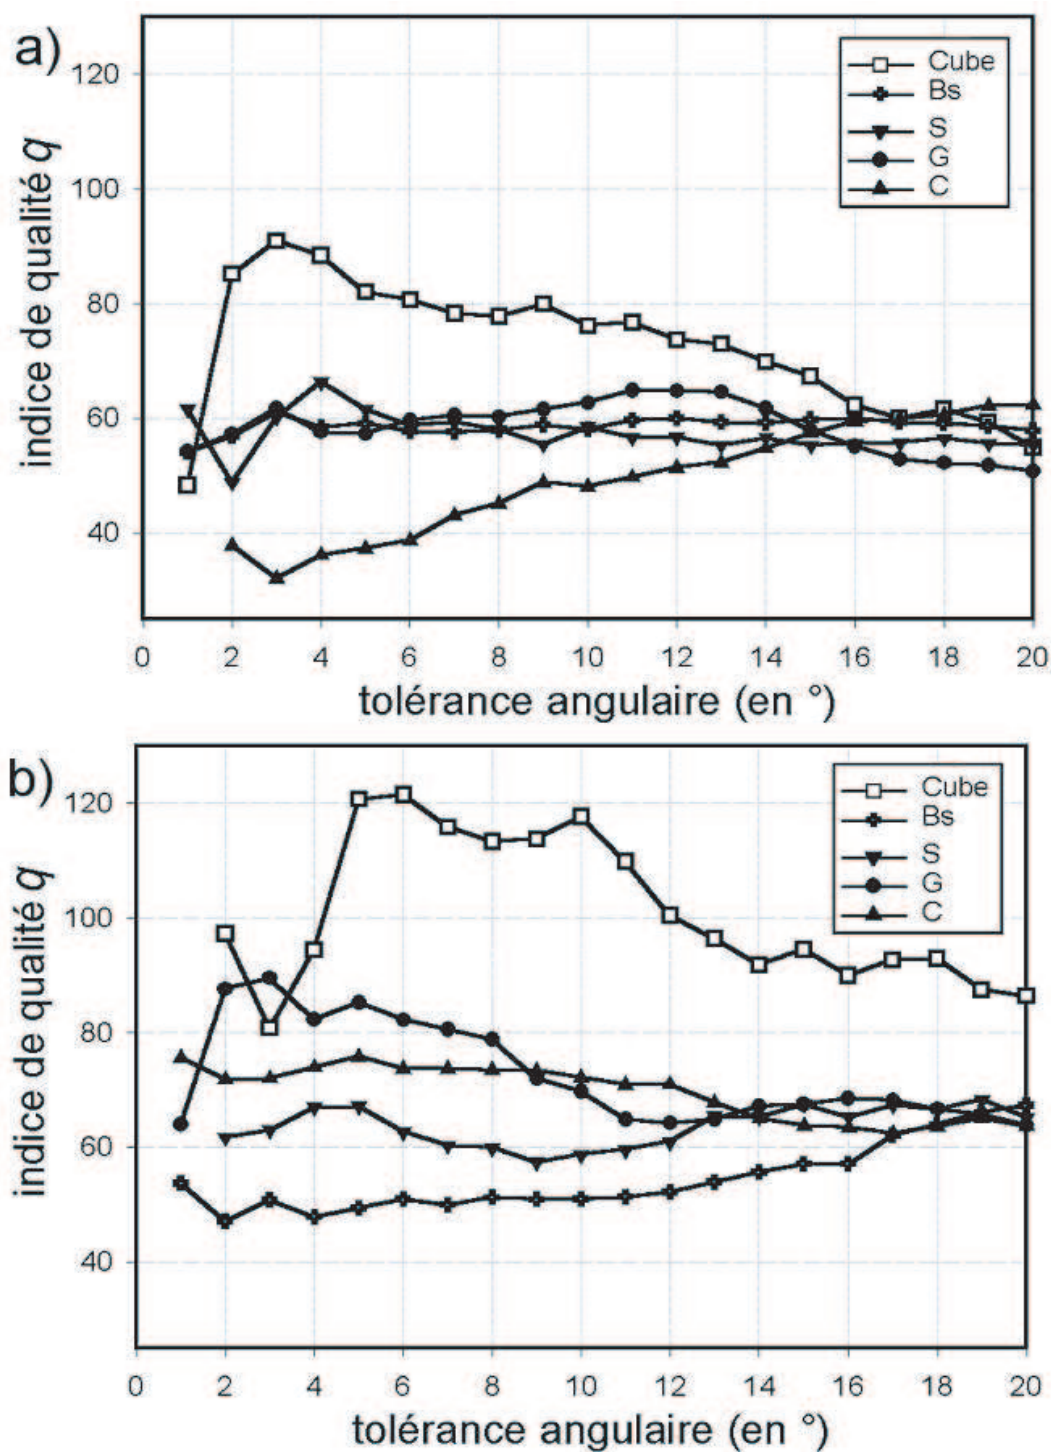 a)
120
100
80
60
40
indice de qualité q
Cube
Bs
S
G
C
0 2 4 6 8 10 12 14 16 18 20
tolérance angulaire (en °)
b)
120
100
80
60
40
indice de qualité q
Cube
Bs
S
G
C
0 2 4 6 8 10 12 14 16 18 20
tolérance angulaire (en °)